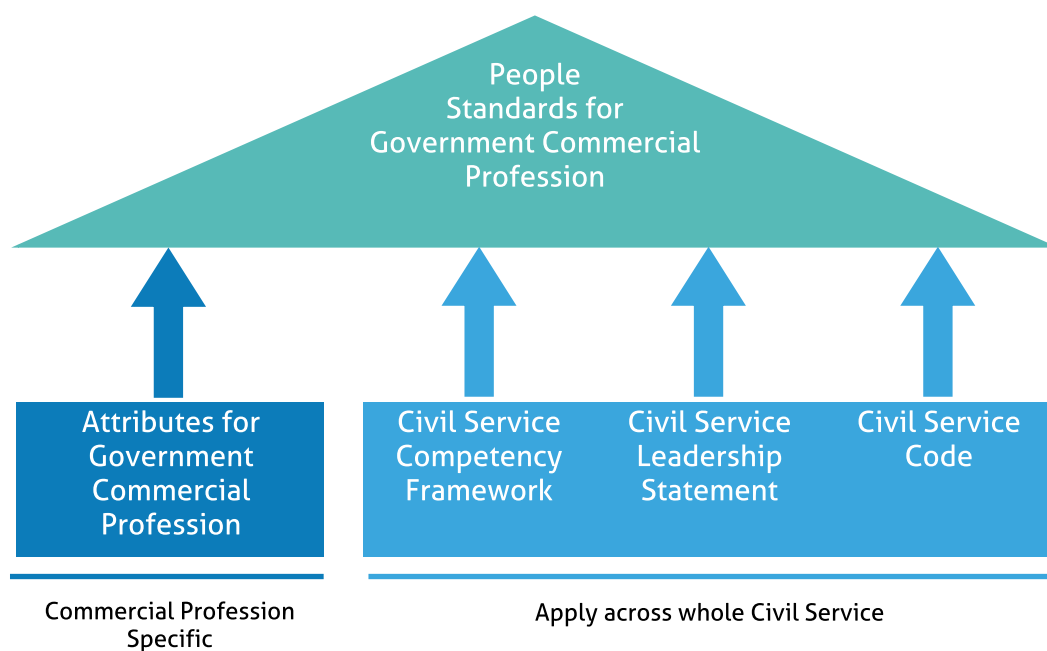 People
Standards for
Government Commercial
Profession
Attributes for
Government
Commercial
Profession
Civil Service
Competency
Framework
Civil Service
Leadership
Statement
Civil Service
Code
Commercial Profession
Specific
Apply across whole Civil Service